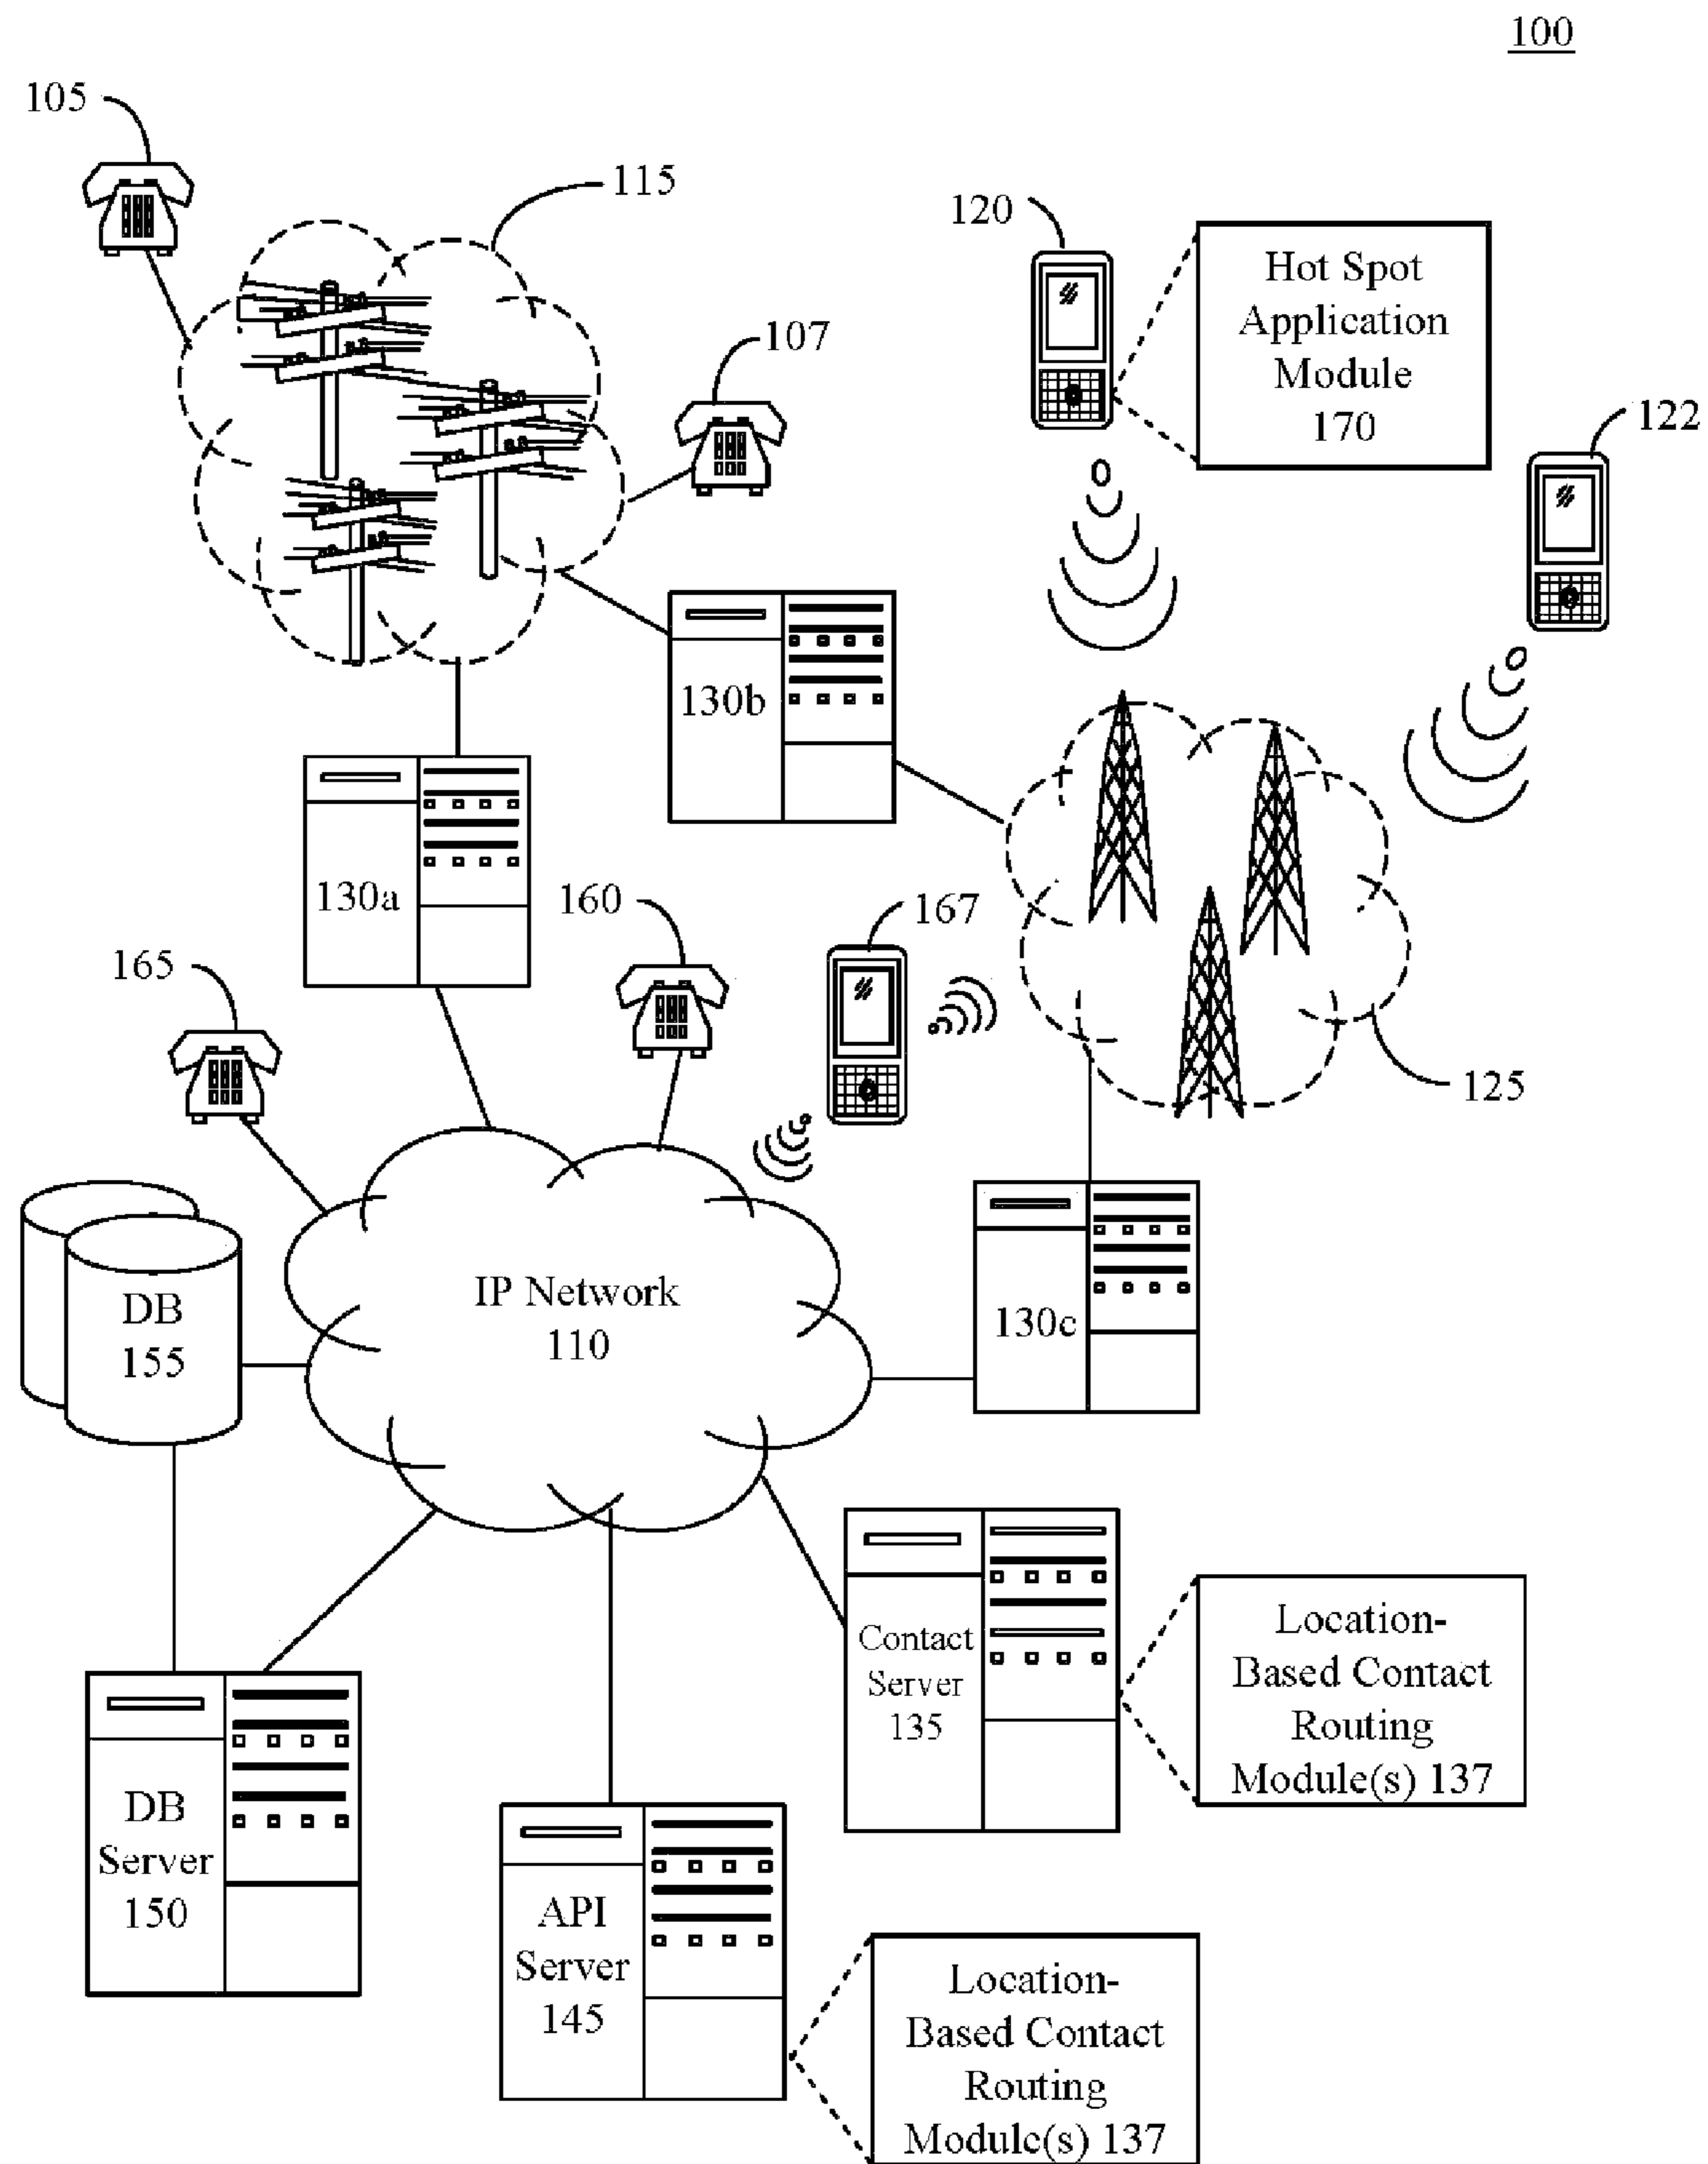 100
105
115
120
Hot Spot
Application
Module
170
107
122
130b
130a
160
167
165
125
IP Network
110
DB
155
130c
Contact
Server
135
Location-
Based Contact
Routing
Module(s) 137
DB
Server
150
API
Server
145
Location-
Based Contact
Routing
Module(s) 137